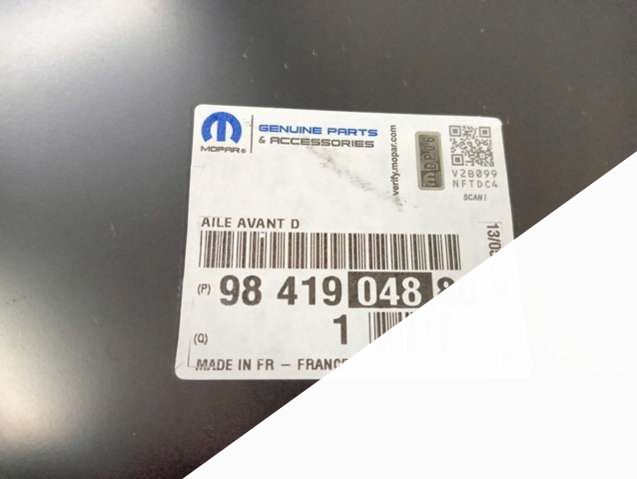 MOPAR®
GENUINE PARTS
& ACCESSORIES
verify.mopar.com
V2B099
NFTDC4
SCAN!
AILE AVANT D
(P) 98 419 048
(Q) 1
MADE IN FR – FRANCE